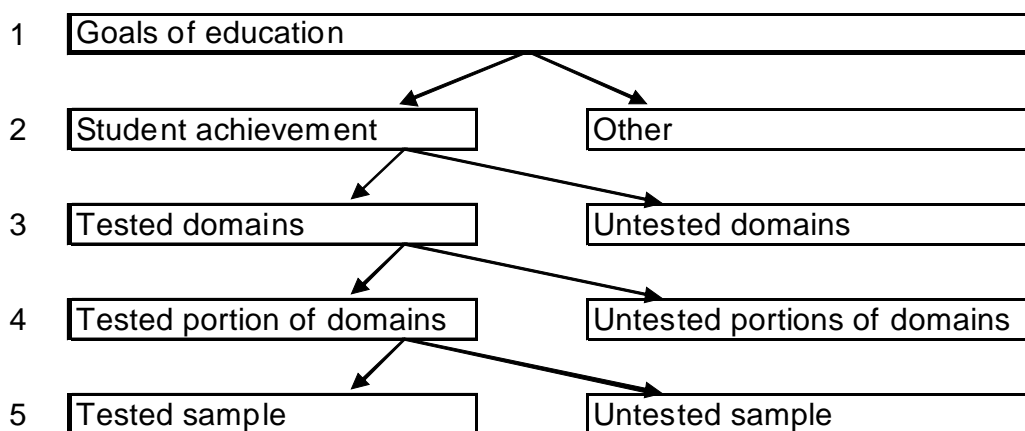 1 Goals of education
2 Student achievement Other
3 Tested domains Untested domains
4 Tested portion of domains Untested portions of domains
5 Tested sample Untested sample